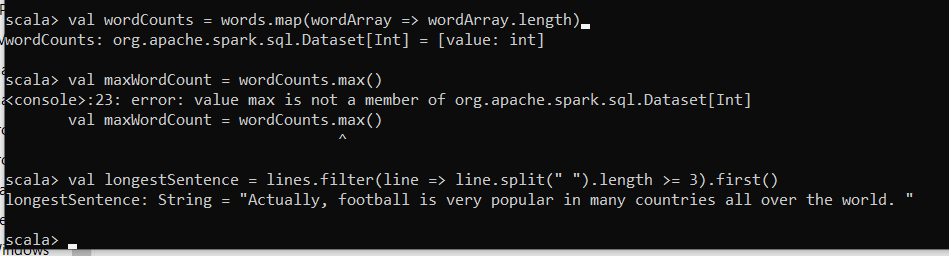 scala> val wordCounts = words.map(wordArray => wordArray.length)
wordCounts: org.apache.spark.sql.Dataset[Int] = [value: int]
scala> val maxWordCount = wordCounts.max()
<console>:23: error: value max is not a member of org.apache.spark.sql.Dataset[Int]
       val maxWordCount = wordCounts.max()
                                     ^
scala> val longestSentence = lines.filter(line => line.split(" ").length >= 3).first()
longestSentence: String = "Actually, football is very popular in many countries all over the world. "
scala>